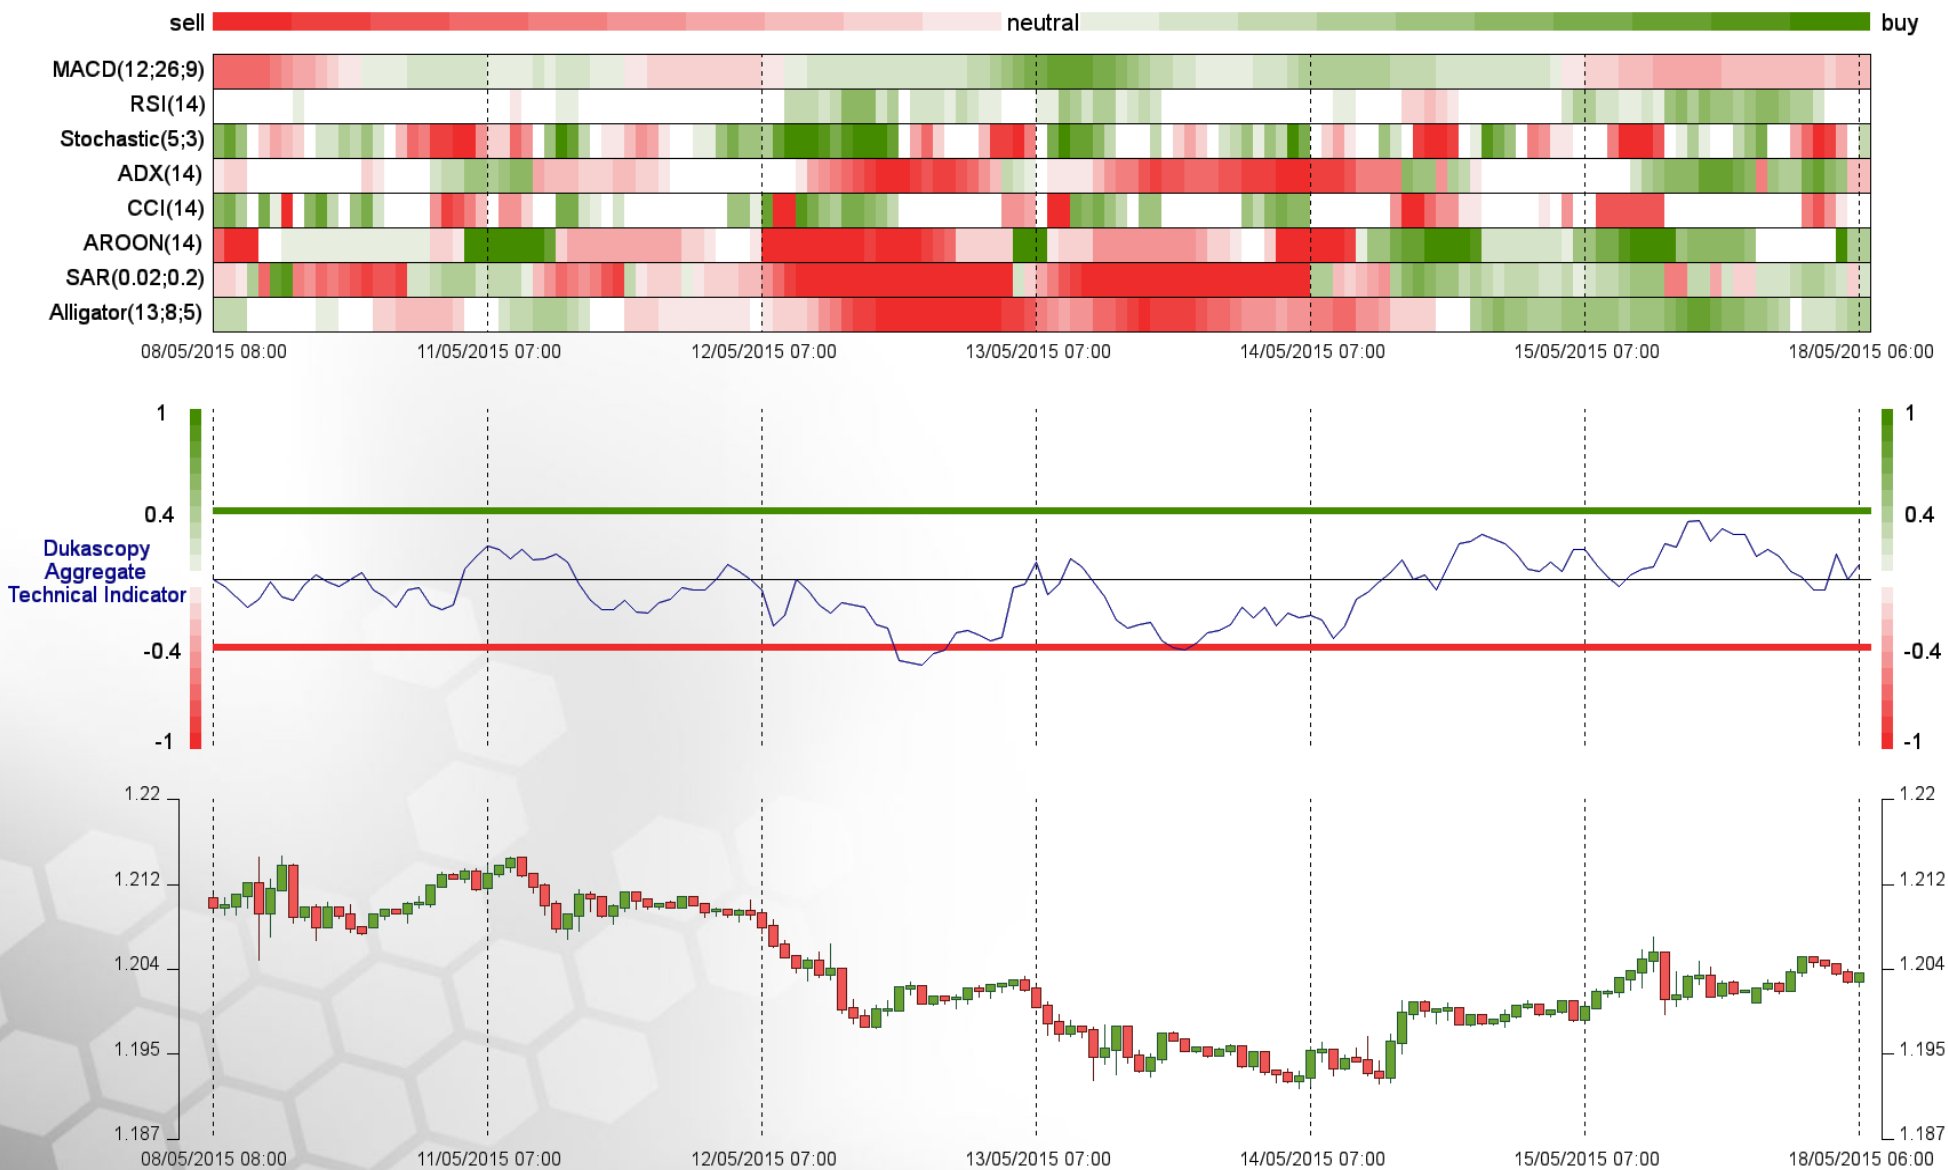 sell neutral buy
MACD(12;26;9)
RSI(14)
Stochastic(5;3)
ADX(14)
CCI(14)
AROON(14)
SAR(0.02;0.2)
Alligator(13;8;5)
08/05/2015 08:00 11/05/2015 07:00 12/05/2015 07:00 13/05/2015 07:00 14/05/2015 07:00 15/05/2015 07:00 18/05/2015 06:00
1 1
0.4 0.4
Dukascopy
Aggregate
Technical Indicator
-0.4 -0.4
-1 -1
1.22 1.22
1.212 1.212
1.204 1.204
1.195 1.195
1.187 1.187
08/05/2015 08:00 11/05/2015 07:00 12/05/2015 07:00 13/05/2015 07:00 14/05/2015 07:00 15/05/2015 07:00 18/05/2015 06:00